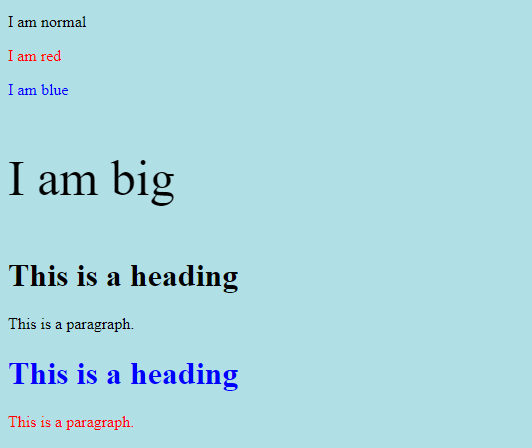 I am normal
I am red
I am blue
I am big
This is a heading
This is a paragraph.
This is a heading
This is a paragraph.